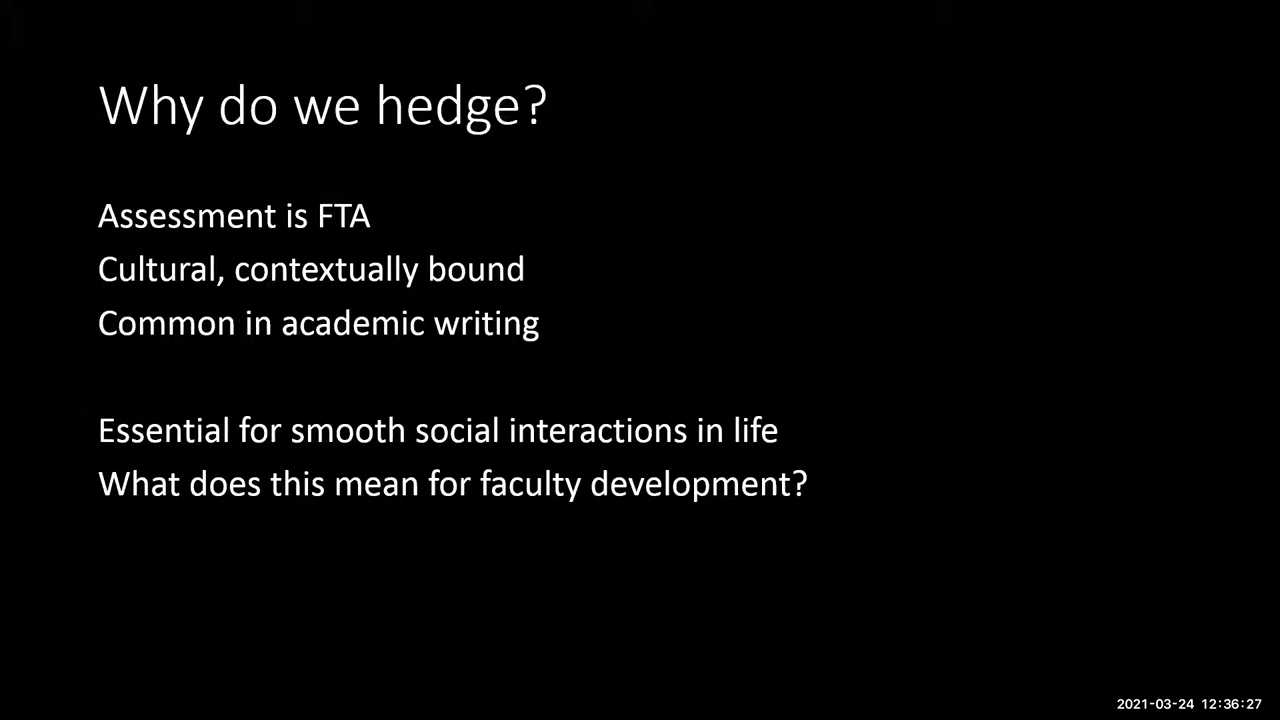 Why do we hedge?
Assessment is FTA
Cultural, contextually bound
Common in academic writing
Essential for smooth social interactions in life
What does this mean for faculty development?
2021-03-24 12:36:27